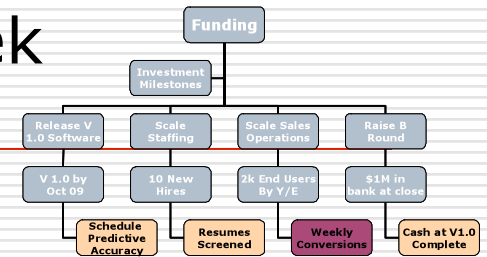 ek
Funding
Investment
Milestones
Release V
1.0 Software
Scale
Staffing
Scale Sales
Operations
Raise B
Round
V 1.0 by
Oct 09
10 New
Hires
2k End Users
By Y/E
$1M in
bank at close
Schedule
Predictive
Accuracy
Resumes
Screened
Weekly
Conversions
Cash at V1.0
Complete